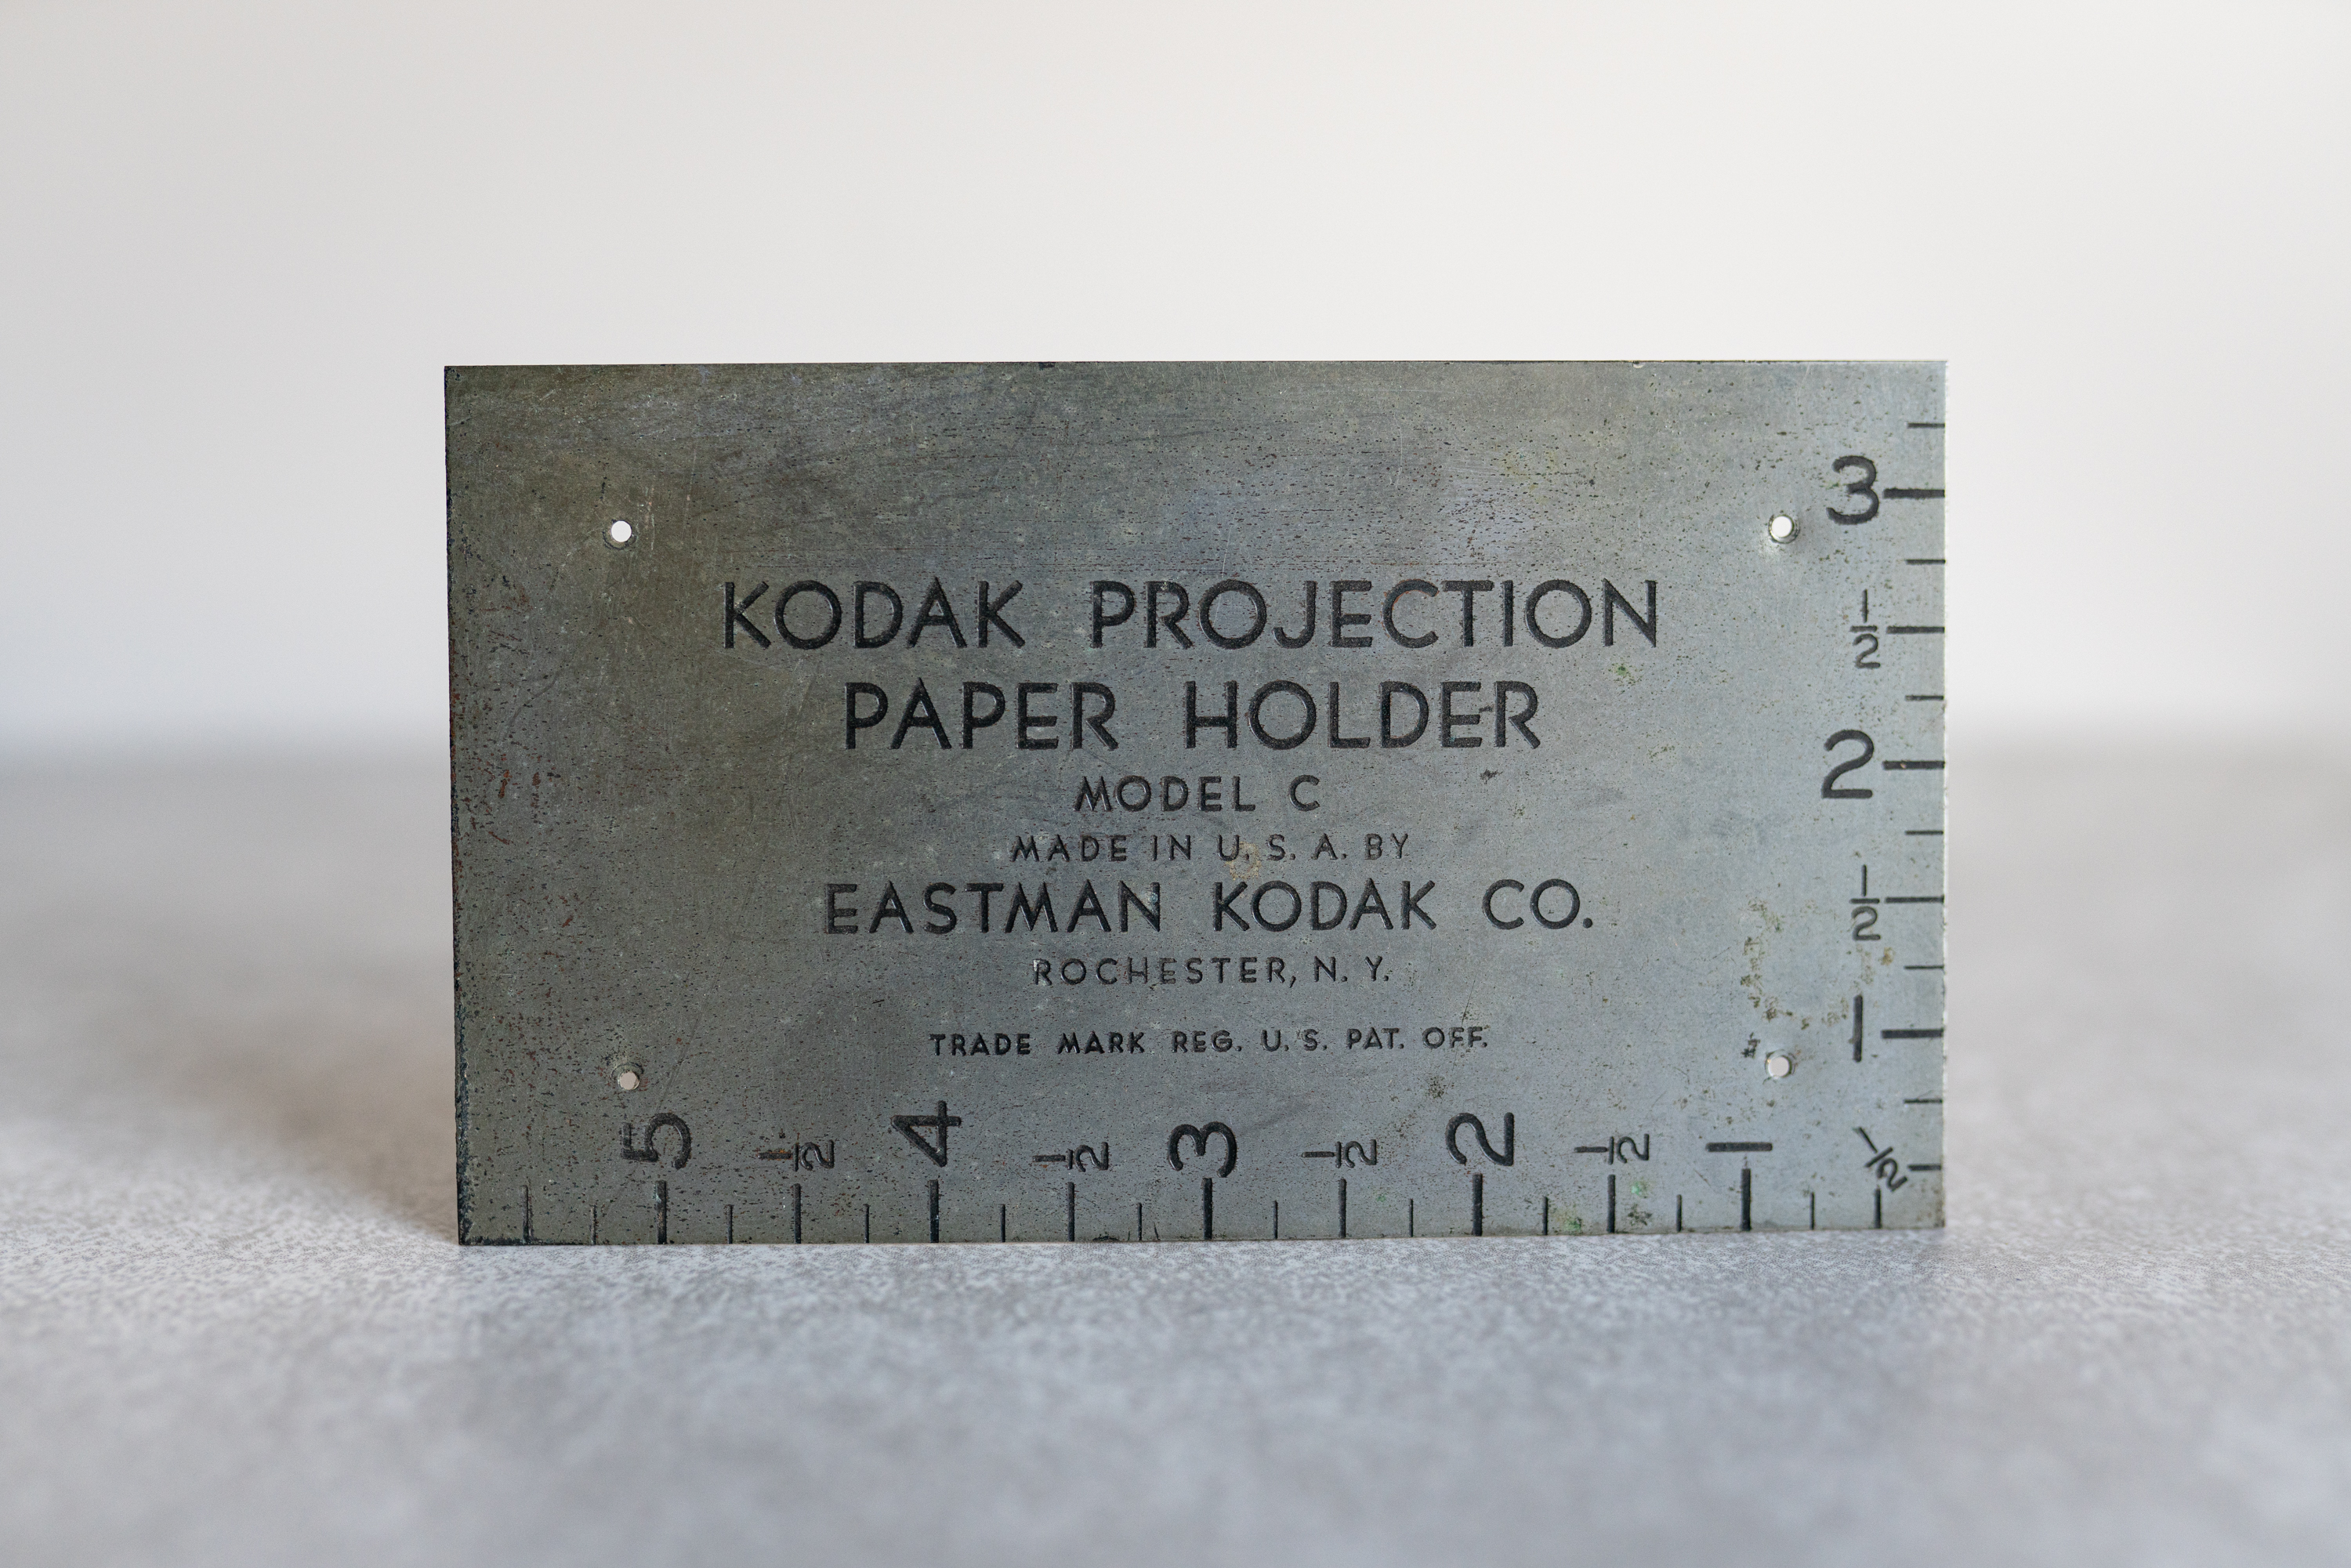 KODAK PROJECTION
PAPER HOLDER
MODEL C
MADE IN U. S. A. BY
EASTMAN KODAK CO.
ROCHESTER, N. Y.
TRADE MARK REG. U. S. PAT. OFF.
3
1/2
2
1/2
1
1/2
5 1/2 4 1/2 3 1/2 2 1/2 1